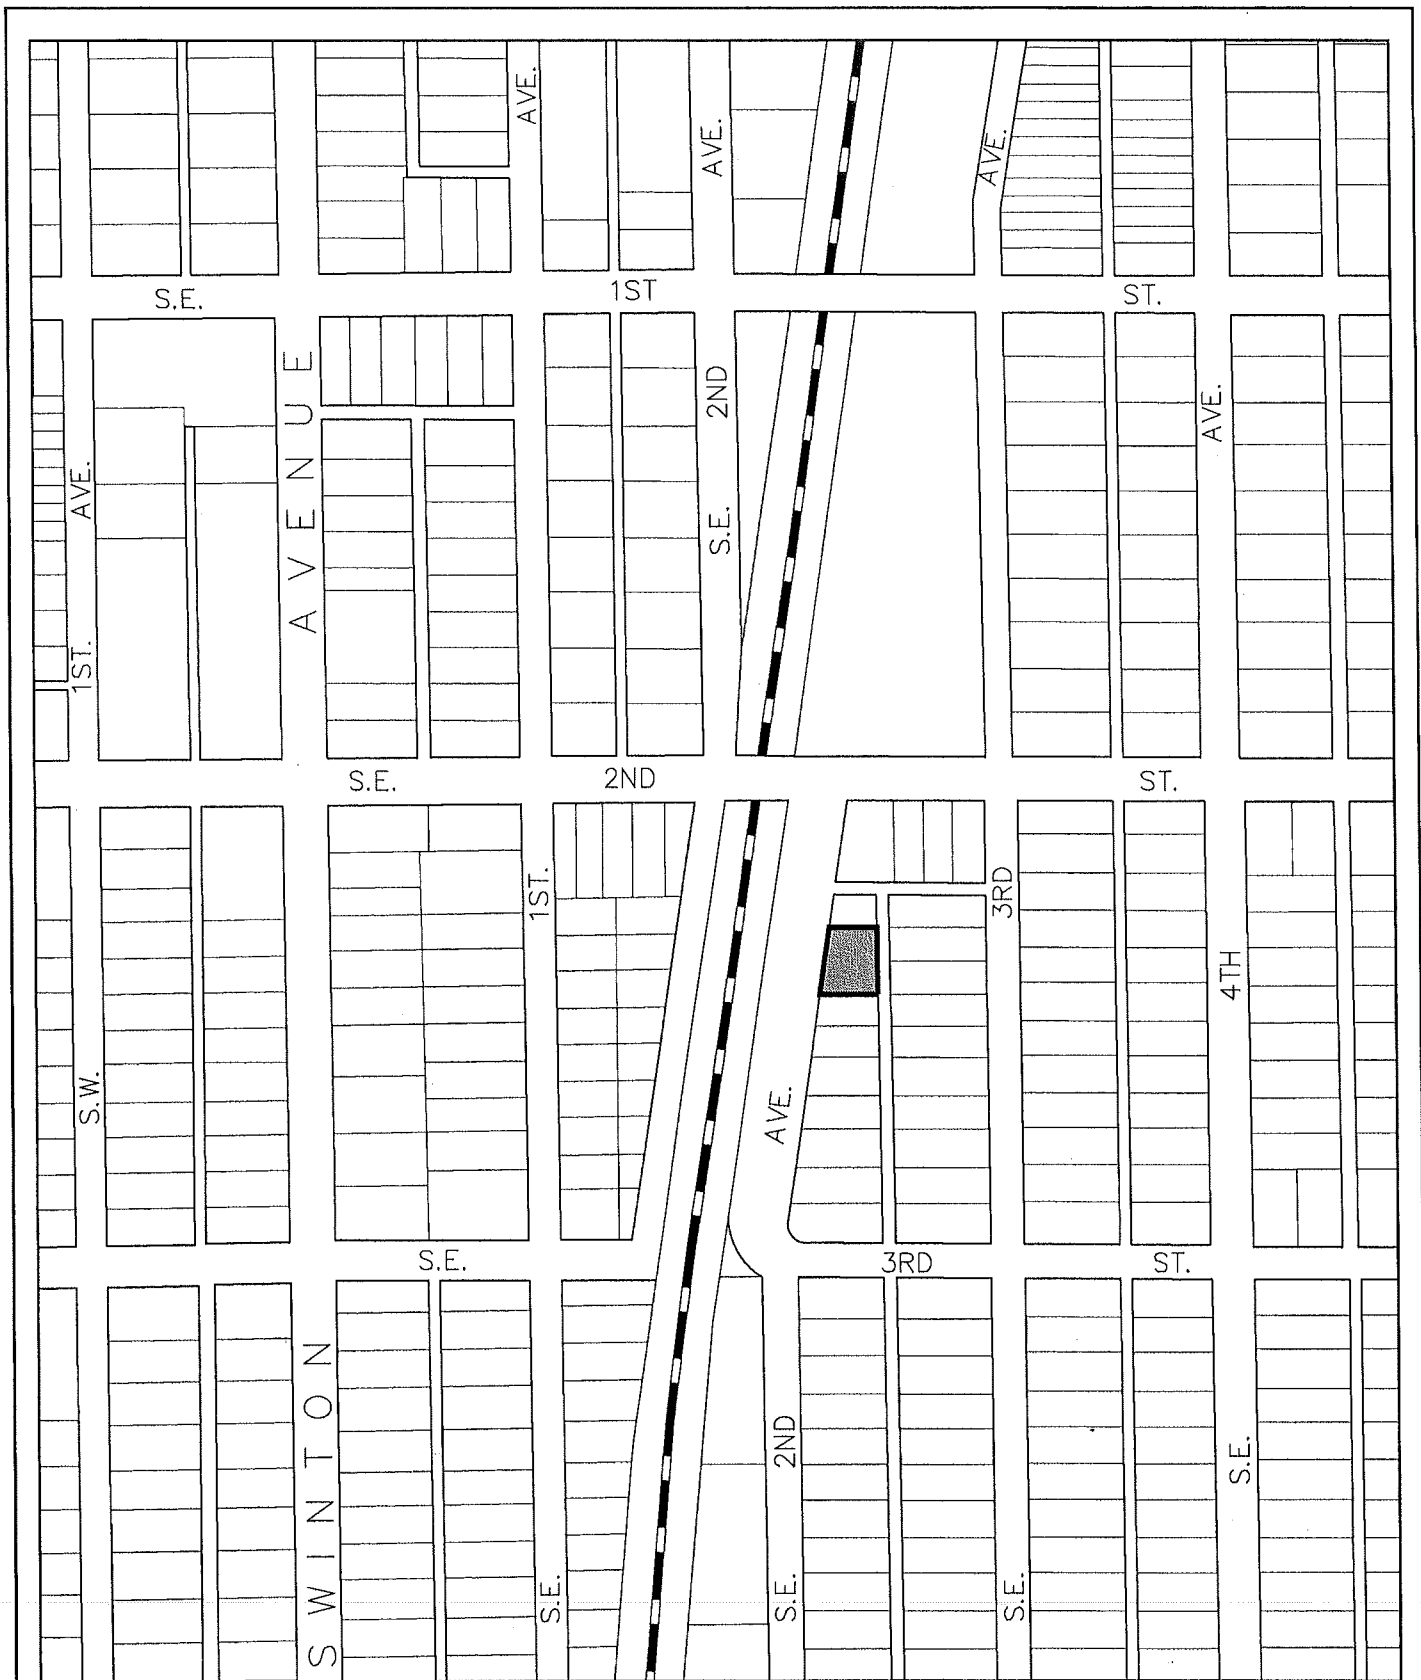 AVE.
AVE.
AVE.
S.E. 1ST ST.
S.E. 2ND
AVE.
1ST. AVE.
SWINTON AVENUE
S.E. 2ND ST.
S.E. 1ST.
3RD
4TH
S.W.
AVE.
S.E. 3RD ST.
S.E. 2ND
S.E.
S.E.